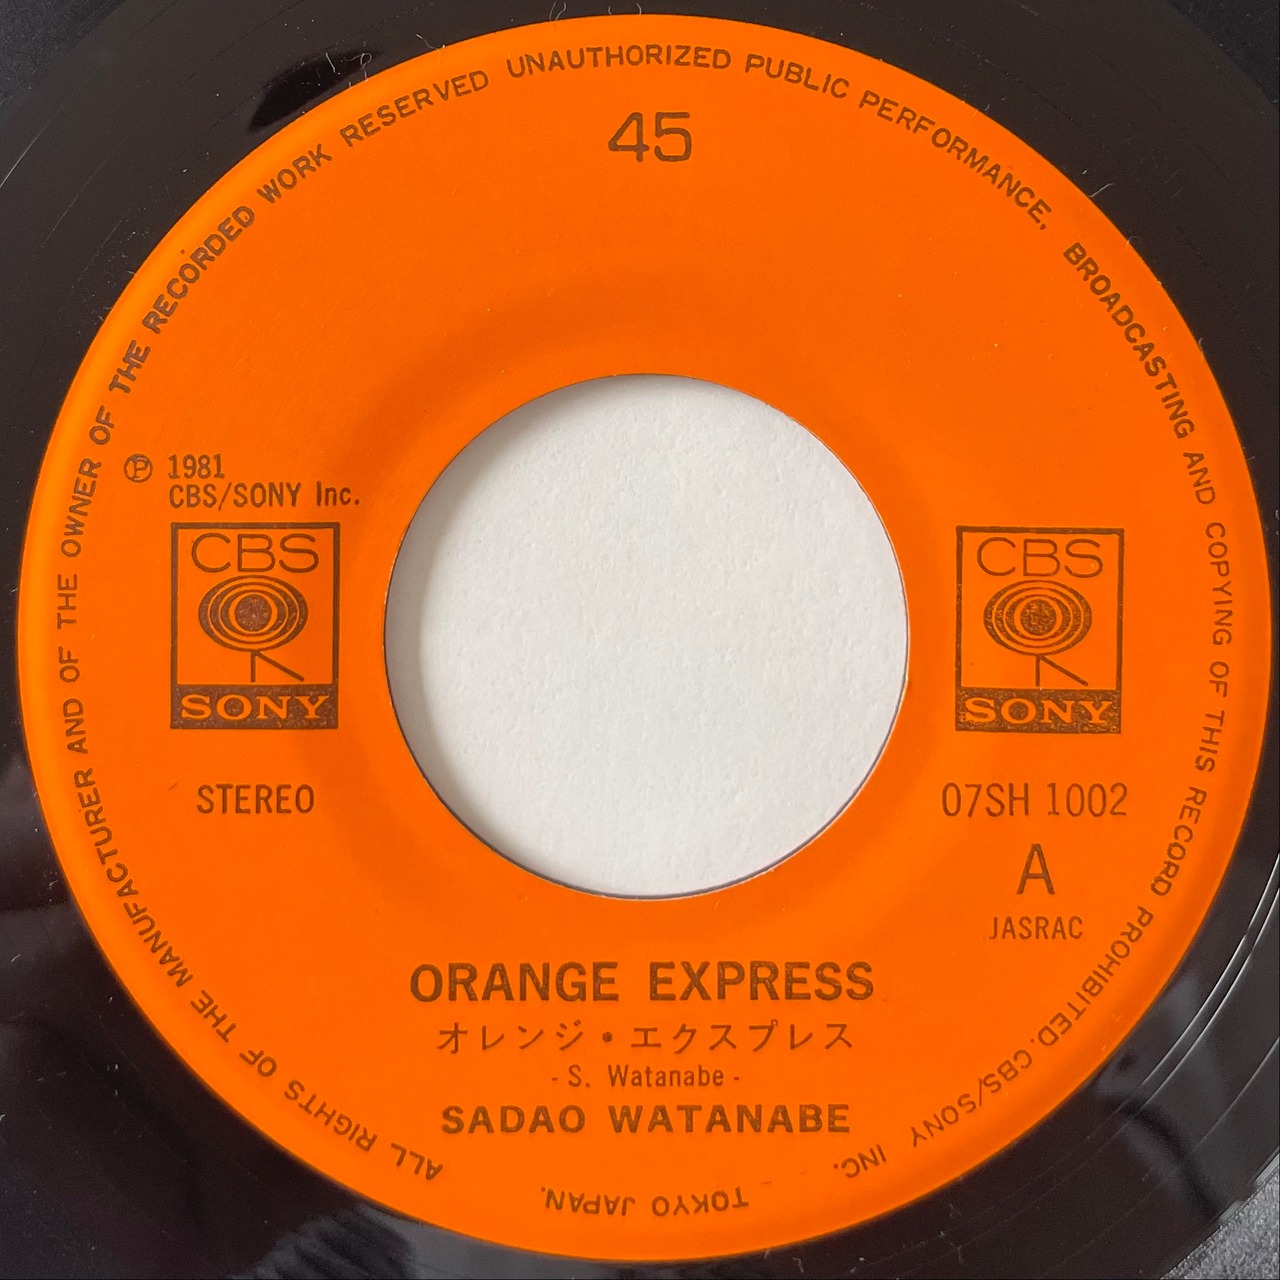 ALL RIGHTS OF THE MANUFACTURER AND OF THE OWNER OF THE RECORDED WORK RESERVED UNAUTHORIZED PUBLIC PERFORMANCE, BROADCASTING AND COPYING OF THIS RECORD PROHIBITED. CBS/SONY INC. TOKYO JAPAN.
45
Ⓟ 1981
CBS/SONY Inc.
CBS
SONY
CBS
SONY
STEREO
07SH 1002
A
JASRAC
ORANGE EXPRESS
オレンジ・エクスプレス
- S. Watanabe -
SADAO WATANABE